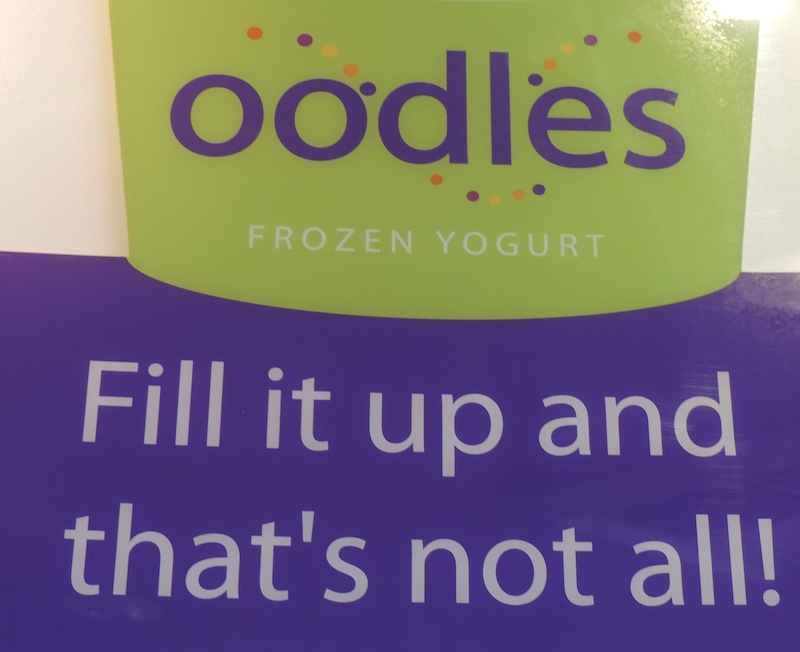 oodles
FROZEN YOGURT
Fill it up and
that's not all!